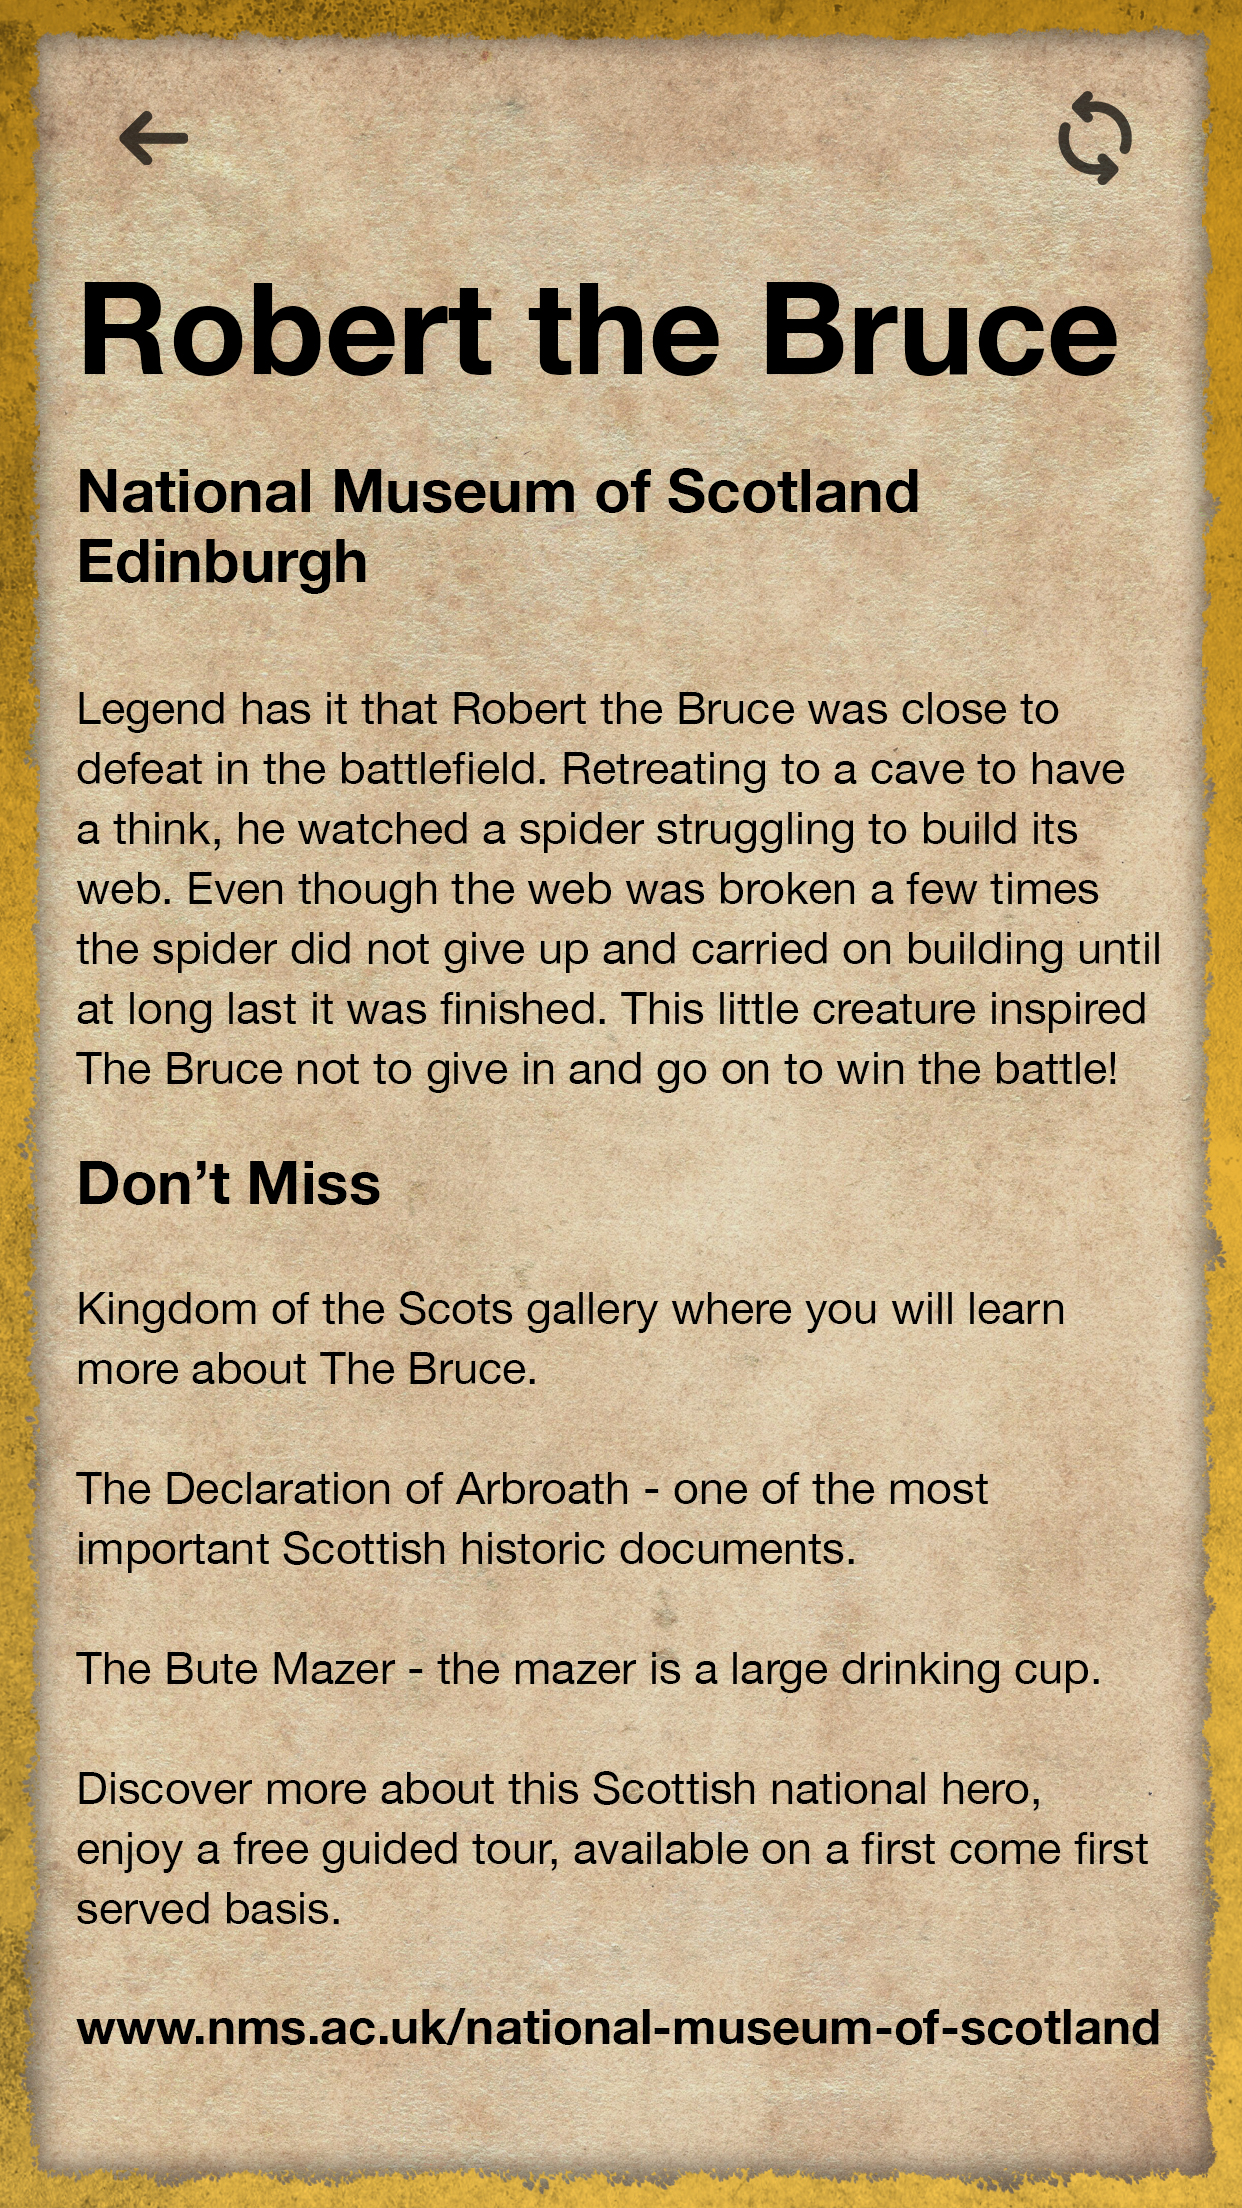 Robert the Bruce
National Museum of Scotland
Edinburgh
Legend has it that Robert the Bruce was close to
defeat in the battlefield. Retreating to a cave to have
a think, he watched a spider struggling to build its
web. Even though the web was broken a few times
the spider did not give up and carried on building until
at long last it was finished. This little creature inspired
The Bruce not to give in and go on to win the battle!
Don’t Miss
Kingdom of the Scots gallery where you will learn
more about The Bruce.
The Declaration of Arbroath - one of the most
important Scottish historic documents.
The Bute Mazer - the mazer is a large drinking cup.
Discover more about this Scottish national hero,
enjoy a free guided tour, available on a first come first
served basis.
www.nms.ac.uk/national-museum-of-scotland